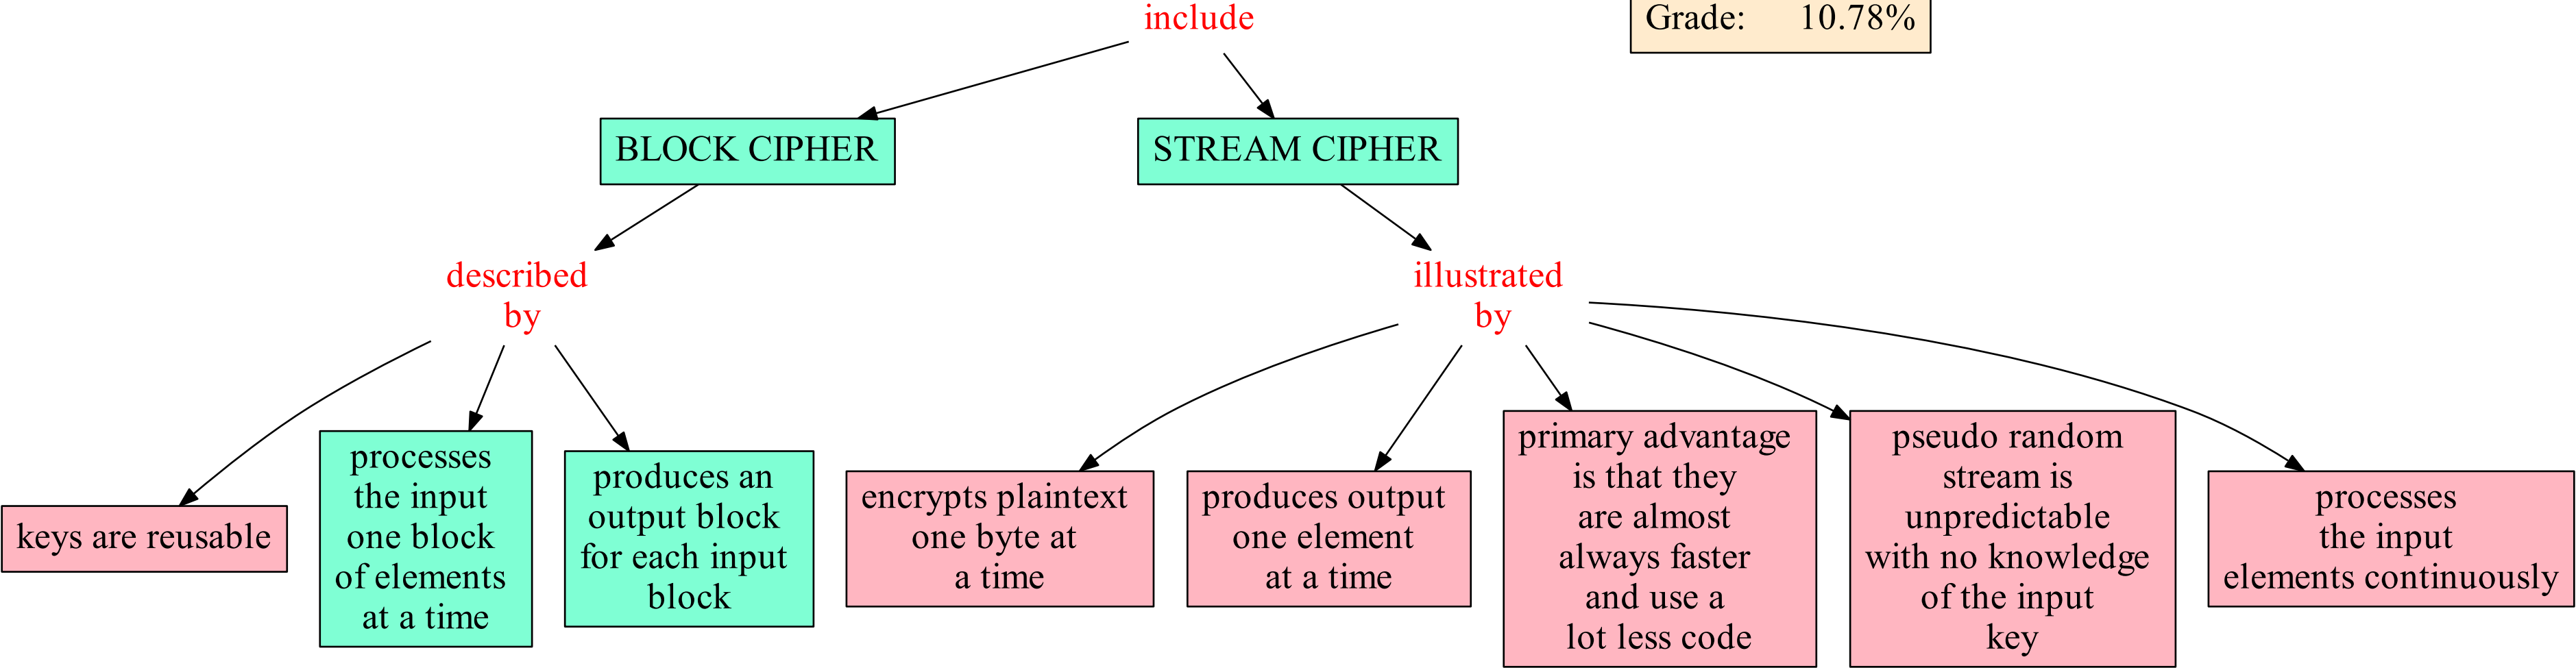 include
Grade: 10.78%
BLOCK CIPHER
STREAM CIPHER
described
by
illustrated
by
keys are reusable
processes
the input
one block
of elements
at a time
produces an
output block
for each input
block
encrypts plaintext
one byte at
a time
produces output
one element
at a time
primary advantage
is that they
are almost
always faster
and use a
lot less code
pseudo random
stream is
unpredictable
with no knowledge
of the input
key
processes
the input
elements continuously